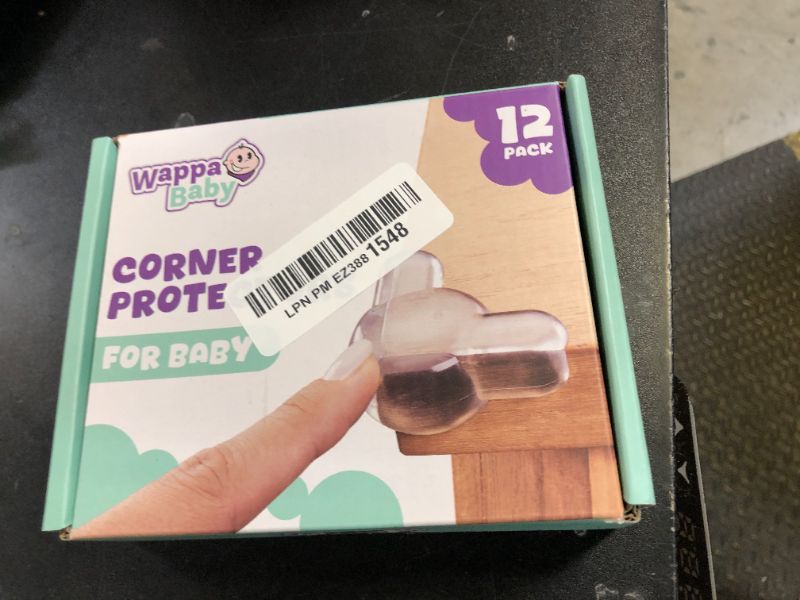 Wappa
Baby
12
PACK
CORNER
PROTE
FOR BABY
LPN PM EZ388 1548